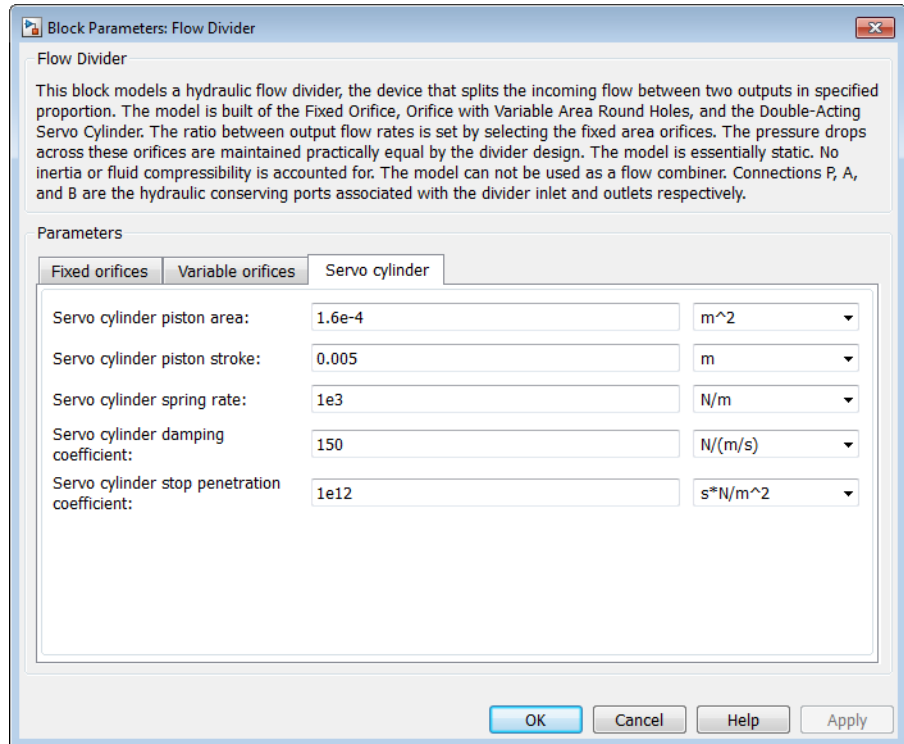 Block Parameters: Flow Divider
Flow Divider
This block models a hydraulic flow divider, the device that splits the incoming flow between two outputs in specified
proportion. The model is built of the Fixed Orifice, Orifice with Variable Area Round Holes, and the Double-Acting
Servo Cylinder. The ratio between output flow rates is set by selecting the fixed area orifices. The pressure drops
across these orifices are maintained practically equal by the divider design. The model is essentially static. No
inertia or fluid compressibility is accounted for. The model can not be used as a flow combiner. Connections P, A,
and B are the hydraulic conserving ports associated with the divider inlet and outlets respectively.
Parameters
Fixed orifices Variable orifices Servo cylinder
Servo cylinder piston area: 1.6e-4 m^2
Servo cylinder piston stroke: 0.005 m
Servo cylinder spring rate: 1e3 N/m
Servo cylinder damping
coefficient: 150 N/(m/s)
Servo cylinder stop penetration
coefficient: 1e12 s*N/m^2
OK Cancel Help Apply